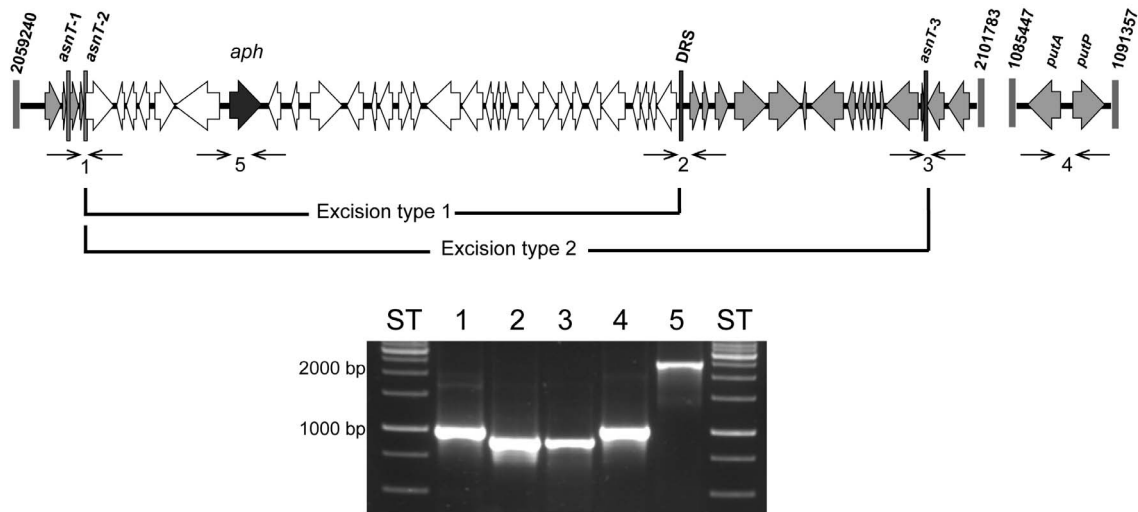 2059240
asnT-1
asnT-2
aph
DRS
asnT-3
2101783
1085447
putA
putP
1091357
1
5
2
3
4
Excision type 1
Excision type 2
ST 1 2 3 4 5 ST
2000 bp
1000 bp